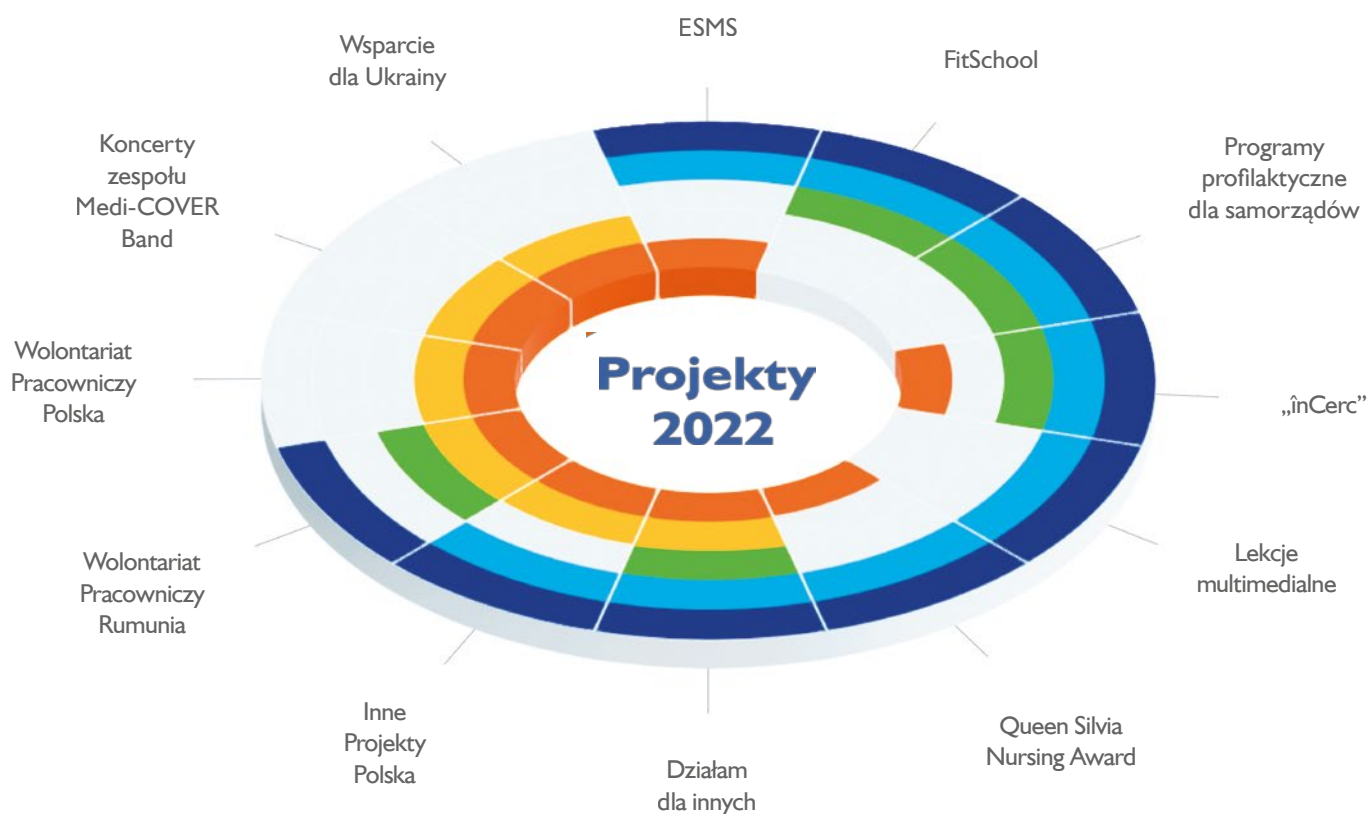 ESMS
FitSchool
Programy
profilaktyczne
dla samorządów
„înCerc”
Lekcje
multimedialne
Queen Silvia
Nursing Award
Działam
dla innych
Inne
Projekty
Polska
Wolontariat
Pracowniczy
Rumunia
Wolontariat
Pracowniczy
Polska
Koncerty
zespołu
Medi-COVER
Band
Wsparcie
dla Ukrainy
Projekty
2022